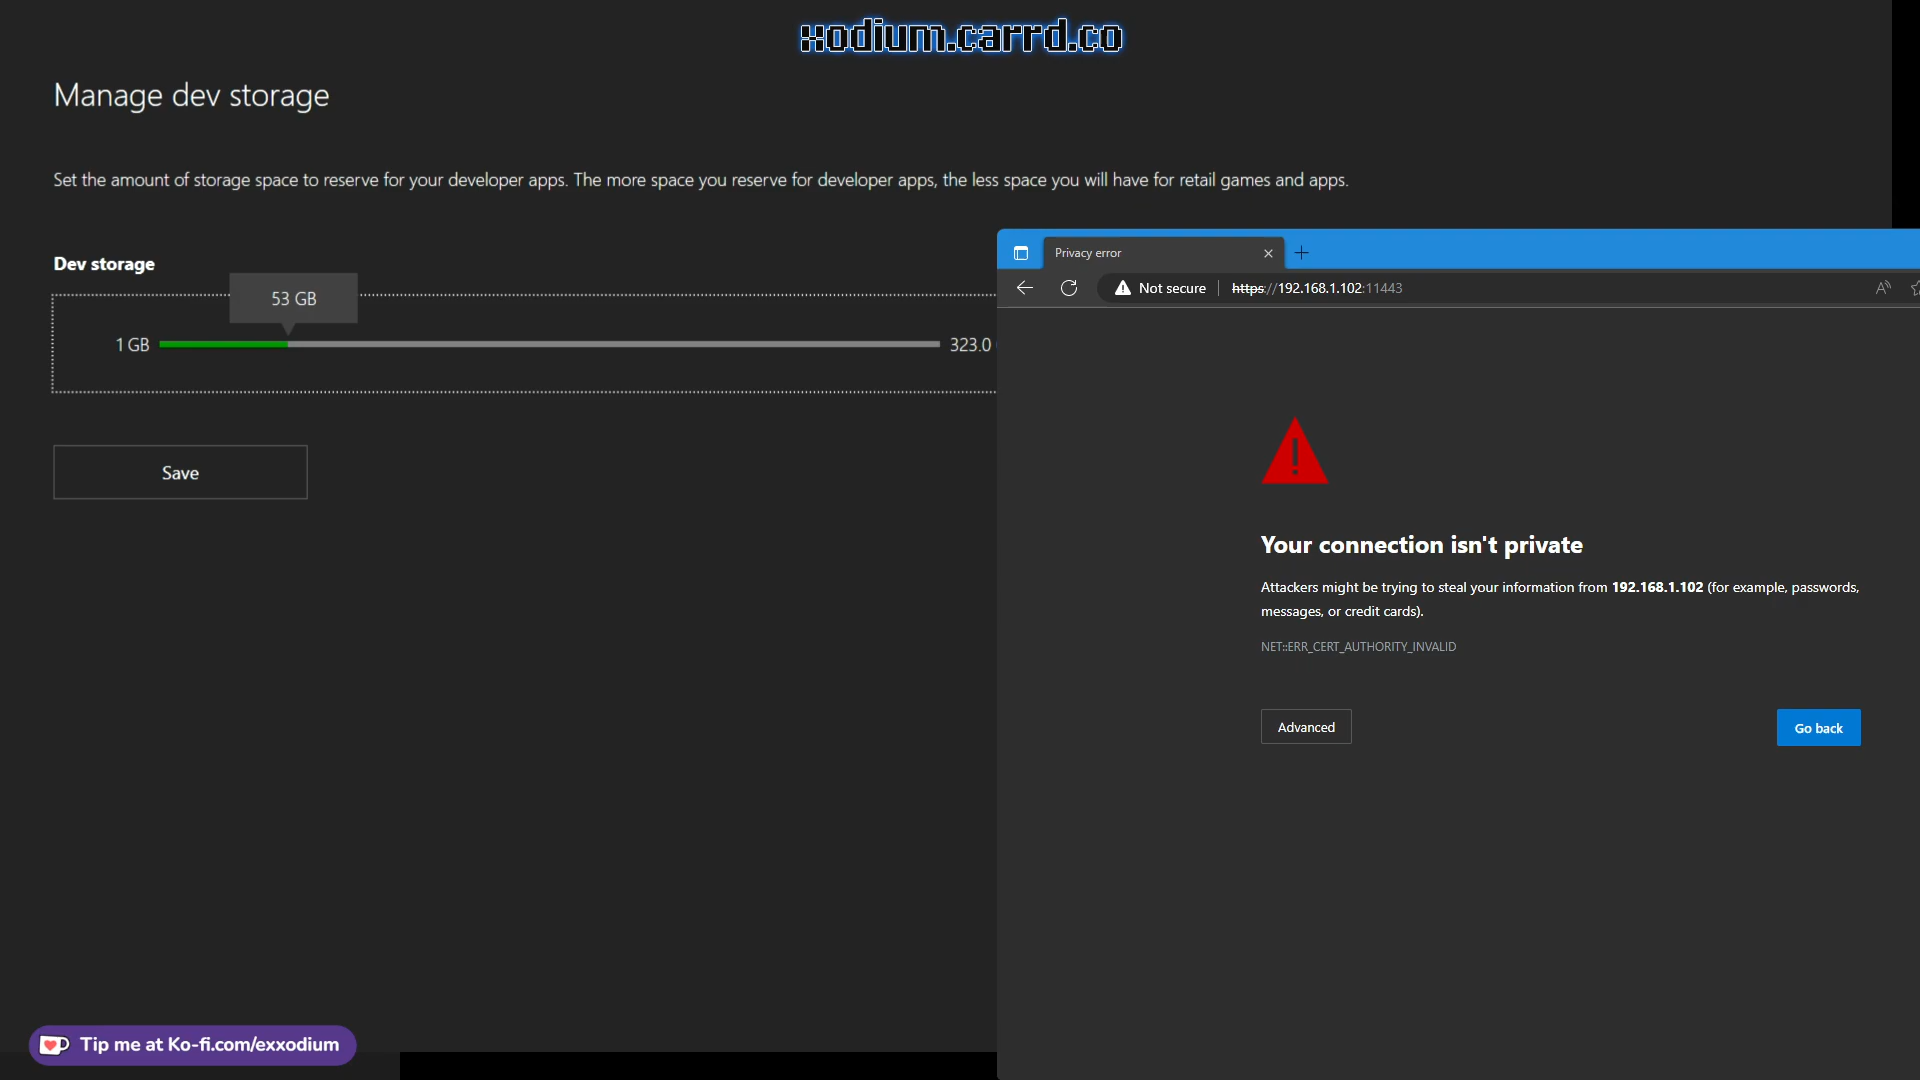 xodium.carrd.co
Manage dev storage
Set the amount of storage space to reserve for your developer apps. The more space you reserve for developer apps, the less space you will have for retail games and apps.
Dev storage
53 GB
1 GB
323.0
Save
Privacy error
Not secure
https://192.168.1.102:11443
Your connection isn't private
Attackers might be trying to steal your information from 192.168.1.102 (for example, passwords,
messages, or credit cards).
NET::ERR_CERT_AUTHORITY_INVALID
Advanced
Go back
Tip me at Ko-fi.com/exxodium